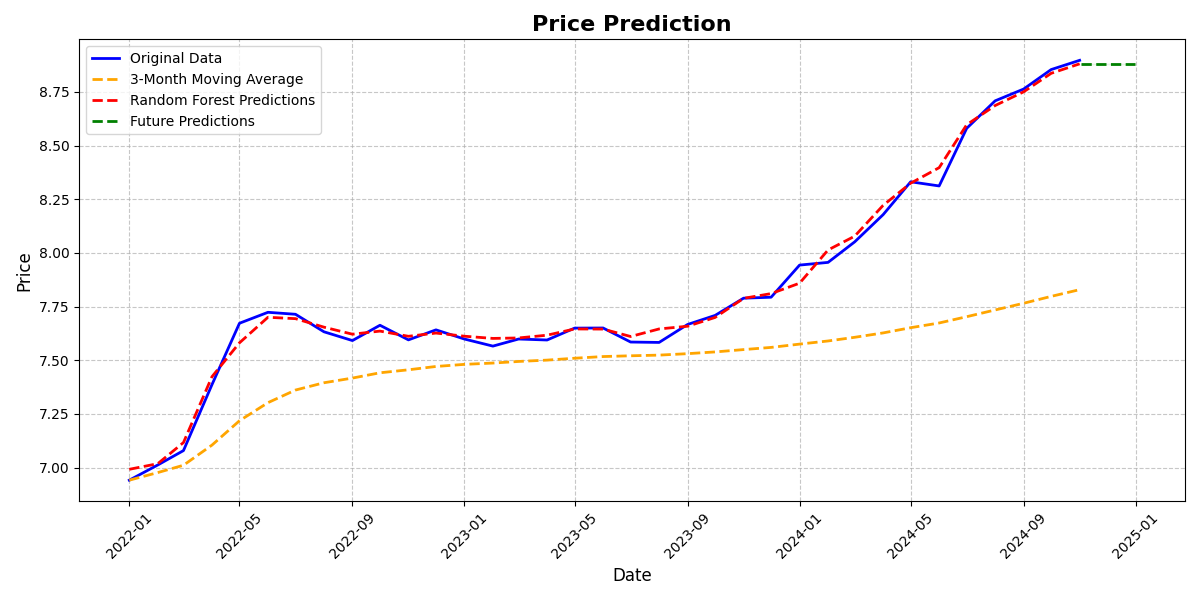 Price Prediction
Original Data
3-Month Moving Average
Random Forest Predictions
Future Predictions
Price
8.75
8.50
8.25
8.00
7.75
7.50
7.25
7.00
2022-01
2022-05
2022-09
2023-01
2023-05
2023-09
2024-01
2024-05
2024-09
2025-01
Date